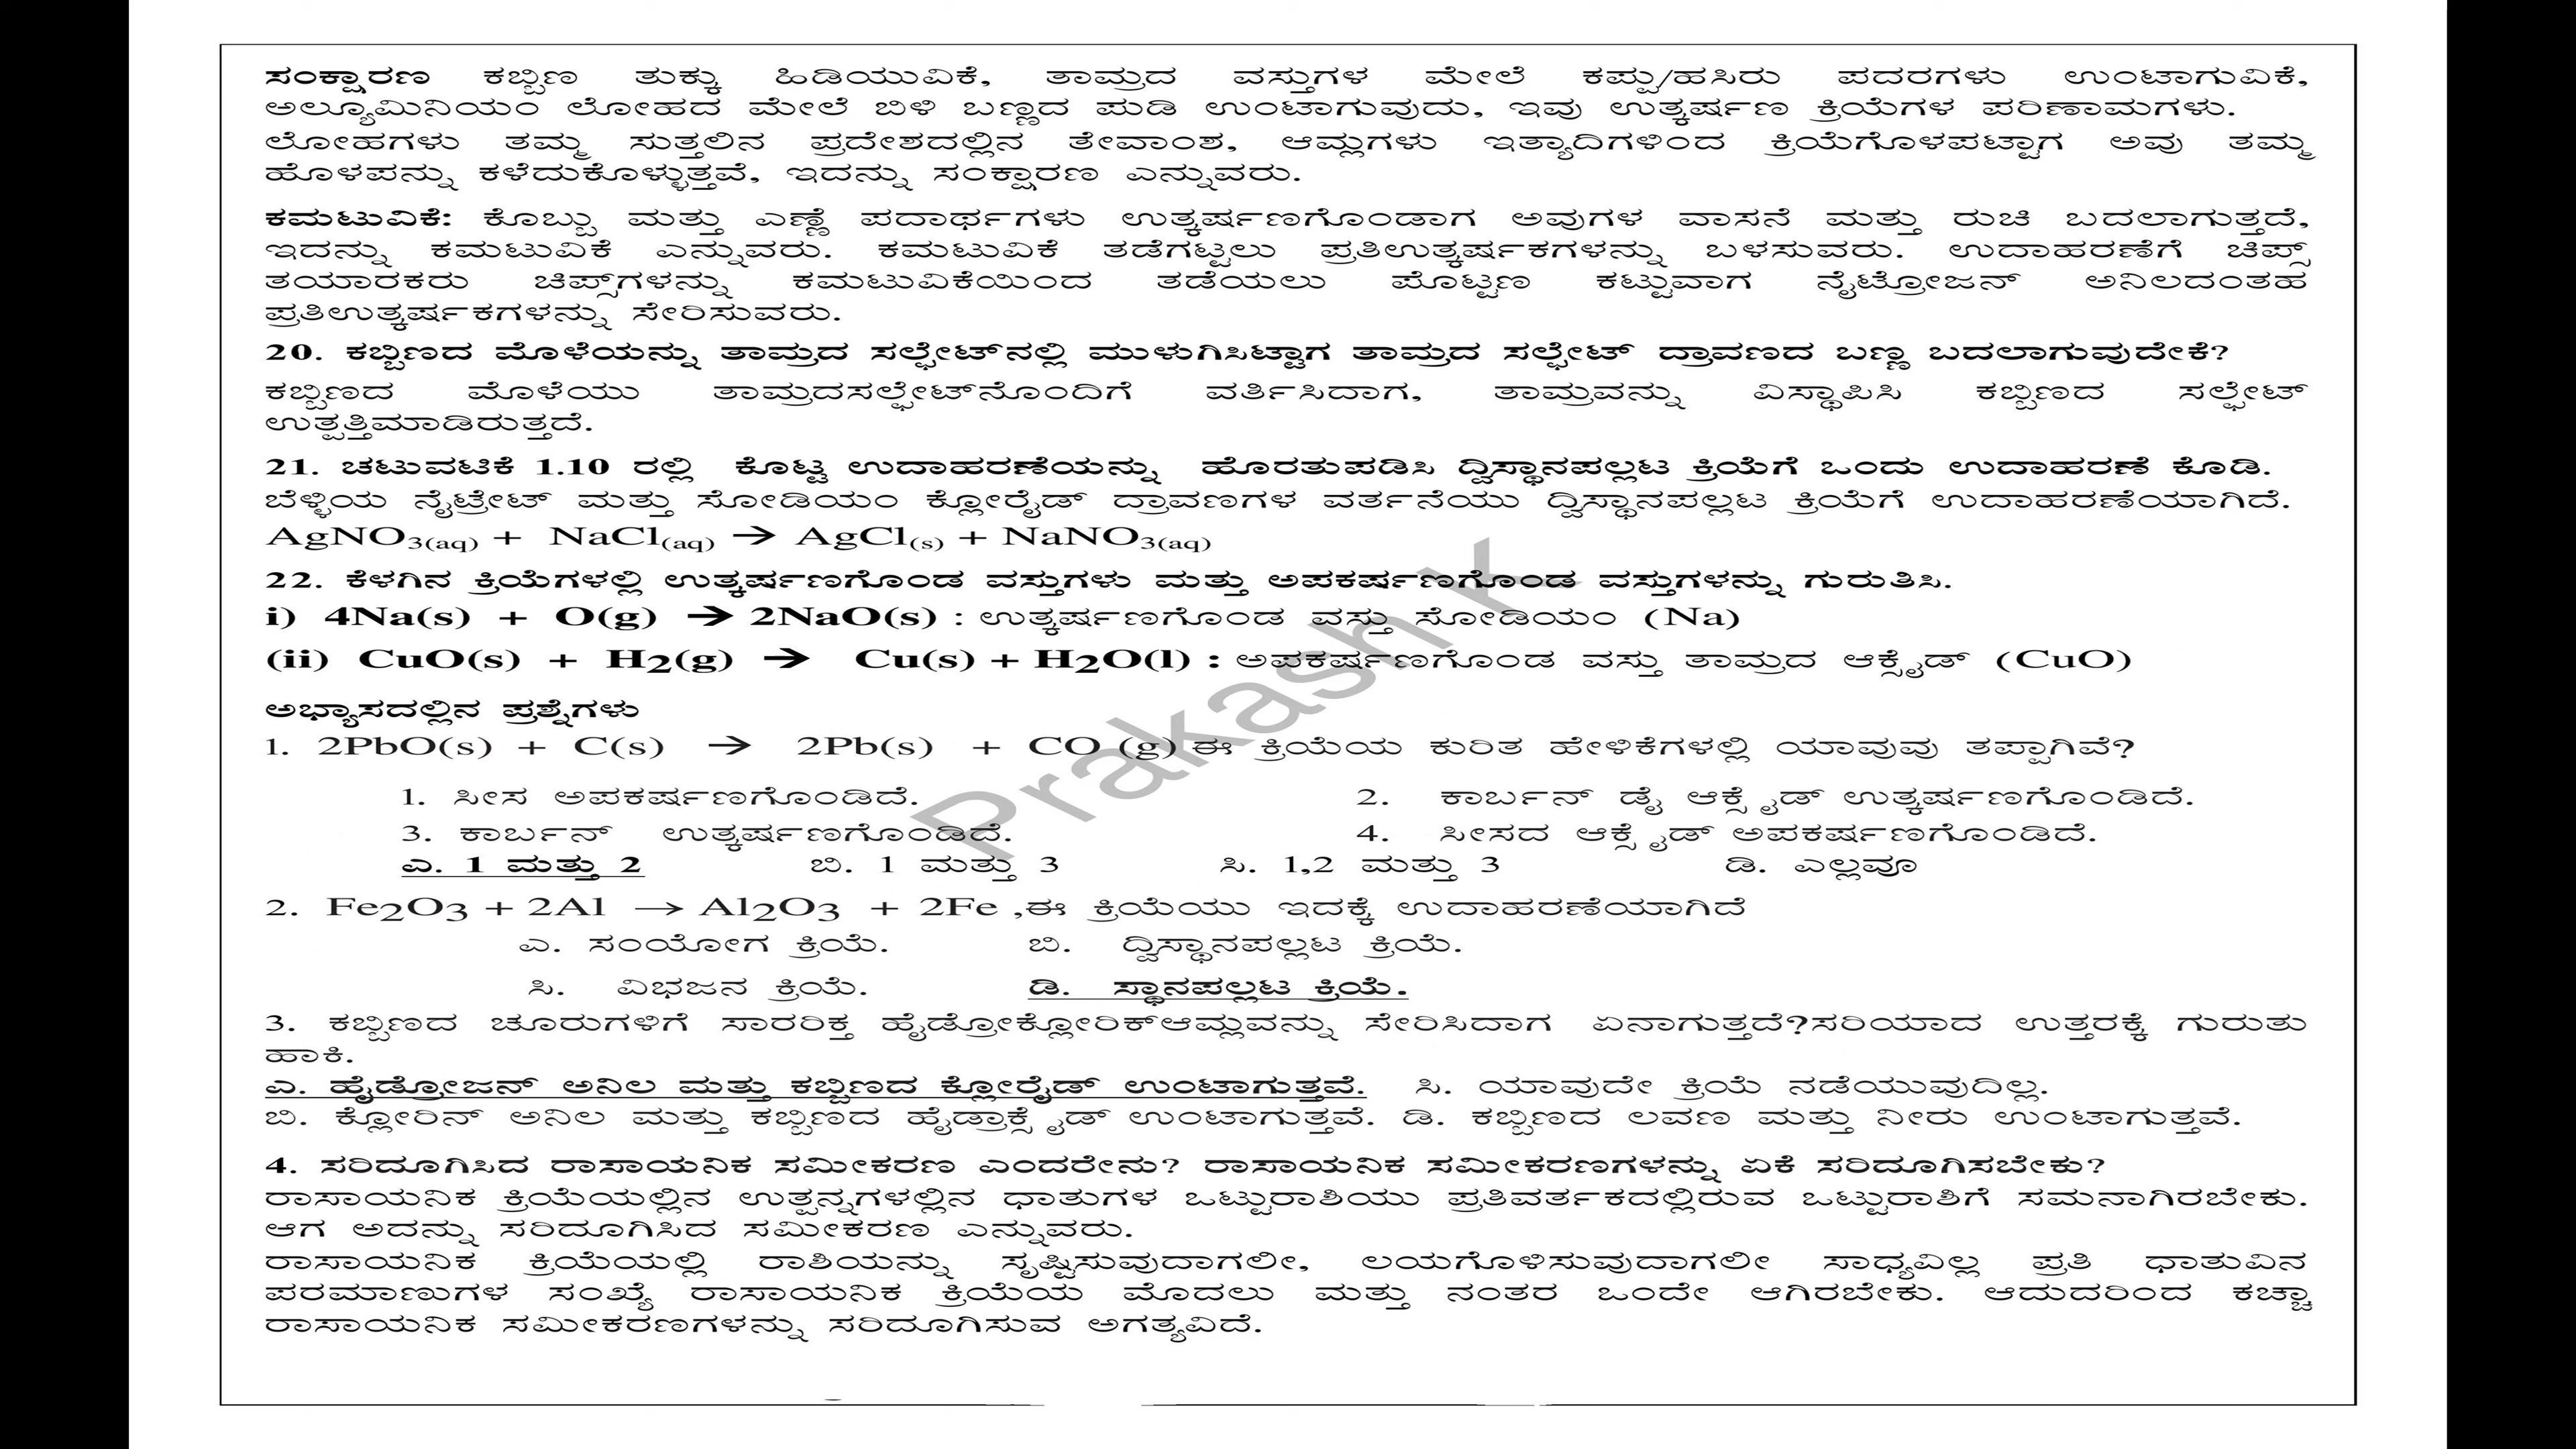 ಸಂಕ್ಷಾರಣ ಕಬ್ಬಿಣ ತುಕ್ಕು ಹಿಡಿಯುವಿಕೆ, ತಾಮ್ರದ ವಸ್ತುಗಳ ಮೇಲೆ ಕಪ್ಪು/ಹಸಿರು ಪದರಗಳು ಉಂಟಾಗುವಿಕೆ,
ಅಲ್ಯೂಮಿನಿಯಂ ಲೋಹದ ಮೇಲೆ ಬಿಳಿ ಬಣ್ಣದ ಪುಡಿ ಉಂಟಾಗುವುದು, ಇವು ಉತ್ಕರ್ಷಣ ಕ್ರಿಯೆಗಳ ಪರಿಣಾಮಗಳು.
ಲೋಹಗಳು ತಮ್ಮ ಸುತ್ತಲಿನ ಪ್ರದೇಶದಲ್ಲಿನ ತೇವಾಂಶ, ಆಮ್ಲಗಳು ಇತ್ಯಾದಿಗಳಿಂದ ಕ್ರಿಯೆಗೊಳಪಟ್ಟಾಗ ಅವು ತಮ್ಮ
ಹೊಳಪನ್ನು ಕಳೆದುಕೊಳ್ಳುತ್ತವೆ, ಇದನ್ನು ಸಂಕ್ಷಾರಣ ಎನ್ನುವರು.
ಕಮಟುವಿಕೆ: ಕೊಬ್ಬು ಮತ್ತು ಎಣ್ಣೆ ಪದಾರ್ಥಗಳು ಉತ್ಕರ್ಷಣಗೊಂಡಾಗ ಅವುಗಳ ವಾಸನೆ ಮತ್ತು ರುಚಿ ಬದಲಾಗುತ್ತದೆ,
ಇದನ್ನು ಕಮಟುವಿಕೆ ಎನ್ನುವರು. ಕಮಟುವಿಕೆ ತಡೆಗಟ್ಟಲು ಪ್ರತಿಉತ್ಕರ್ಷಕಗಳನ್ನು ಬಳಸುವರು. ಉದಾಹರಣೆಗೆ ಚಿಪ್ಸ್
ತಯಾರಕರು ಚಿಪ್ಸ್‌ಗಳನ್ನು ಕಮಟುವಿಕೆಯಿಂದ ತಡೆಯಲು ಪೊಟ್ಟಣ ಕಟ್ಟುವಾಗ ನೈಟ್ರೋಜನ್ ಅನಿಲದಂತಹ
ಪ್ರತಿಉತ್ಕರ್ಷಕಗಳನ್ನು ಸೇರಿಸುವರು.
20. ಕಬ್ಬಿಣದ ಮೊಳೆಯನ್ನು ತಾಮ್ರದ ಸಲ್ಫೇಟ್‌ನಲ್ಲಿ ಮುಳುಗಿಸಿಟ್ಟಾಗ ತಾಮ್ರದ ಸಲ್ಫೇಟ್ ದ್ರಾವಣದ ಬಣ್ಣ ಬದಲಾಗುವುದೇಕೆ?
ಕಬ್ಬಿಣದ ಮೊಳೆಯು ತಾಮ್ರದಸಲ್ಫೇಟ್‌ನೊಂದಿಗೆ ವರ್ತಿಸಿದಾಗ, ತಾಮ್ರವನ್ನು ವಿಸ್ಥಾಪಿಸಿ ಕಬ್ಬಿಣದ ಸಲ್ಫೇಟ್
ಉತ್ಪತ್ತಿಮಾಡಿರುತ್ತದೆ.
21. ಚಟುವಟಿಕೆ 1.10 ರಲ್ಲಿ ಕೊಟ್ಟ ಉದಾಹರಣೆಯನ್ನು ಹೊರತುಪಡಿಸಿ ದ್ವಿಸ್ಥಾನಪಲ್ಲಟ ಕ್ರಿಯೆಗೆ ಒಂದು ಉದಾಹರಣೆ ಕೊಡಿ.
ಬೆಳ್ಳಿಯ ನೈಟ್ರೇಟ್ ಮತ್ತು ಸೋಡಿಯಂ ಕ್ಲೋರೈಡ್ ದ್ರಾವಣಗಳ ವರ್ತನೆಯು ದ್ವಿಸ್ಥಾನಪಲ್ಲಟ ಕ್ರಿಯೆಗೆ ಉದಾಹರಣೆಯಾಗಿದೆ.
AgNO3(aq) + NaCl(aq) → AgCl(s) + NaNO3(aq)
22. ಕೆಳಗಿನ ಕ್ರಿಯೆಗಳಲ್ಲಿ ಉತ್ಕರ್ಷಣಗೊಂಡ ವಸ್ತುಗಳು ಮತ್ತು ಅಪಕರ್ಷಣಗೊಂಡ ವಸ್ತುಗಳನ್ನು ಗುರುತಿಸಿ.
i) 4Na(s) + O(g) → 2NaO(s) : ಉತ್ಕರ್ಷಣಗೊಂಡ ವಸ್ತು ಸೋಡಿಯಂ (Na)
(ii) CuO(s) + H2(g) → Cu(s) + H2O(l) : ಅಪಕರ್ಷಣಗೊಂಡ ವಸ್ತು ತಾಮ್ರದ ಆಕ್ಸೈಡ್ (CuO)
ಅಭ್ಯಾಸದಲ್ಲಿನ ಪ್ರಶ್ನೆಗಳು
1. 2PbO(s) + C(s) → 2Pb(s) + CO (g) ಈ ಕ್ರಿಯೆಯ ಕುರಿತ ಹೇಳಿಕೆಗಳಲ್ಲಿ ಯಾವುವು ತಪ್ಪಾಗಿವೆ?
1. ಸೀಸ ಅಪಕರ್ಷಣಗೊಂಡಿದೆ. 2. ಕಾರ್ಬನ್ ಡೈ ಆಕ್ಸೈಡ್ ಉತ್ಕರ್ಷಣಗೊಂಡಿದೆ.
3. ಕಾರ್ಬನ್ ಉತ್ಕರ್ಷಣಗೊಂಡಿದೆ. 4. ಸೀಸದ ಆಕ್ಸೈಡ್ ಅಪಕರ್ಷಣಗೊಂಡಿದೆ.
ಎ. 1 ಮತ್ತು 2 ಬಿ. 1 ಮತ್ತು 3 ಸಿ. 1,2 ಮತ್ತು 3 ಡಿ. ಎಲ್ಲವೂ
2. Fe2O3 + 2Al → Al2O3 + 2Fe ,ಈ ಕ್ರಿಯೆಯು ಇದಕ್ಕೆ ಉದಾಹರಣೆಯಾಗಿದೆ
ಎ. ಸಂಯೋಗ ಕ್ರಿಯೆ. ಬಿ. ದ್ವಿಸ್ಥಾನಪಲ್ಲಟ ಕ್ರಿಯೆ.
ಸಿ. ವಿಭಜನ ಕ್ರಿಯೆ. ಡಿ. ಸ್ಥಾನಪಲ್ಲಟ ಕ್ರಿಯೆ.
3. ಕಬ್ಬಿಣದ ಚೂರುಗಳಿಗೆ ಸಾರರಿಕ್ತ ಹೈಡ್ರೋಕ್ಲೋರಿಕ್‌ಆಮ್ಲವನ್ನು ಸೇರಿಸಿದಾಗ ಏನಾಗುತ್ತದೆ?ಸರಿಯಾದ ಉತ್ತರಕ್ಕೆ ಗುರುತು
ಹಾಕಿ.
ಎ. ಹೈಡ್ರೋಜನ್ ಅನಿಲ ಮತ್ತು ಕಬ್ಬಿಣದ ಕ್ಲೋರೈಡ್ ಉಂಟಾಗುತ್ತವೆ. ಸಿ. ಯಾವುದೇ ಕ್ರಿಯೆ ನಡೆಯುವುದಿಲ್ಲ.
ಬಿ. ಕ್ಲೋರಿನ್ ಅನಿಲ ಮತ್ತು ಕಬ್ಬಿಣದ ಹೈಡ್ರಾಕ್ಸೈಡ್ ಉಂಟಾಗುತ್ತವೆ. ಡಿ. ಕಬ್ಬಿಣದ ಲವಣ ಮತ್ತು ನೀರು ಉಂಟಾಗುತ್ತವೆ.
4. ಸರಿದೂಗಿಸಿದ ರಾಸಾಯನಿಕ ಸಮೀಕರಣ ಎಂದರೇನು? ರಾಸಾಯನಿಕ ಸಮೀಕರಣಗಳನ್ನು ಏಕೆ ಸರಿದೂಗಿಸಬೇಕು?
ರಾಸಾಯನಿಕ ಕ್ರಿಯೆಯಲ್ಲಿನ ಉತ್ಪನ್ನಗಳಲ್ಲಿನ ಧಾತುಗಳ ಒಟ್ಟುರಾಶಿಯು ಪ್ರತಿವರ್ತಕದಲ್ಲಿರುವ ಒಟ್ಟುರಾಶಿಗೆ ಸಮನಾಗಿರಬೇಕು.
ಆಗ ಅದನ್ನು ಸರಿದೂಗಿಸಿದ ಸಮೀಕರಣ ಎನ್ನುವರು.
ರಾಸಾಯನಿಕ ಕ್ರಿಯೆಯಲ್ಲಿ ರಾಶಿಯನ್ನು ಸೃಷ್ಟಿಸುವುದಾಗಲೀ, ಲಯಗೊಳಿಸುವುದಾಗಲೀ ಸಾಧ್ಯವಿಲ್ಲ ಪ್ರತಿ ಧಾತುವಿನ
ಪರಮಾಣುಗಳ ಸಂಖ್ಯೆ ರಾಸಾಯನಿಕ ಕ್ರಿಯೆಯ ಮೊದಲು ಮತ್ತು ನಂತರ ಒಂದೇ ಆಗಿರಬೇಕು. ಆದುದರಿಂದ ಕಚ್ಚಾ
ರಾಸಾಯನಿಕ ಸಮೀಕರಣಗಳನ್ನು ಸರಿದೂಗಿಸುವ ಅಗತ್ಯವಿದೆ.
Prakash K